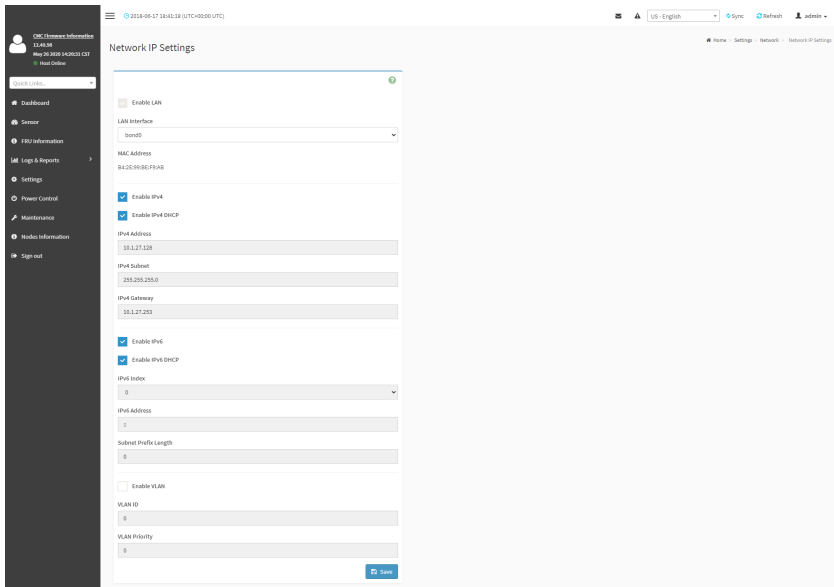 CMC Firmware Information
12.40.98
May 26 2020 14:20:31 CST
Host Online
Quick Links...
Dashboard
Sensor
FRU Information
Logs & Reports
Settings
Power Control
Maintenance
Nodes Information
Sign out
2018-06-17 18:41:18 (UTC+00:00 UTC)
US - English
Sync
Refresh
admin
Network IP Settings
Home > Settings > Network > Network IP Settings
Enable LAN
LAN Interface
bond0
MAC Address
B4:2E:99:BE:F9:AB
Enable IPv4
Enable IPv4 DHCP
IPv4 Address
10.1.27.128
IPv4 Subnet
255.255.255.0
IPv4 Gateway
10.1.27.253
Enable IPv6
Enable IPv6 DHCP
IPv6 Index
0
IPv6 Address
::
Subnet Prefix Length
0
Enable VLAN
VLAN ID
0
VLAN Priority
0
Save